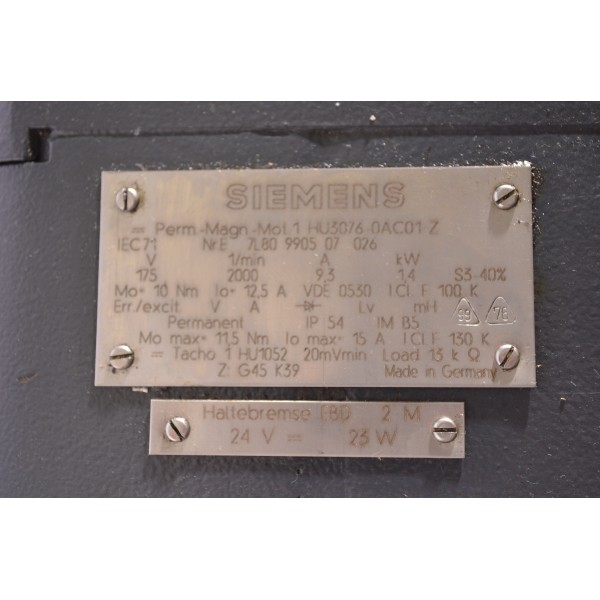 SIEMENS
= Perm.-Magn.-Mot. 1 HU3076-0AC01-Z
IEC71 Nr.E 7L80 9905 07 026
V 1/min A kW
175 2000 9,3 1,4 S3-40%
Mo= 10 Nm Io= 12,5 A VDE 0530 I.Cl F 100 K
Err./excit V A Lv mH
Permanent IP 54 IM B5
Mo max= 11,5 Nm Io max= 15 A I.Cl F 130 K
= Tacho 1 HU1052 20mVmin Load 13 k Ω
Z: G45 K39 Made in Germany
Haltebremse EBD 2 M
24 V = 23 W